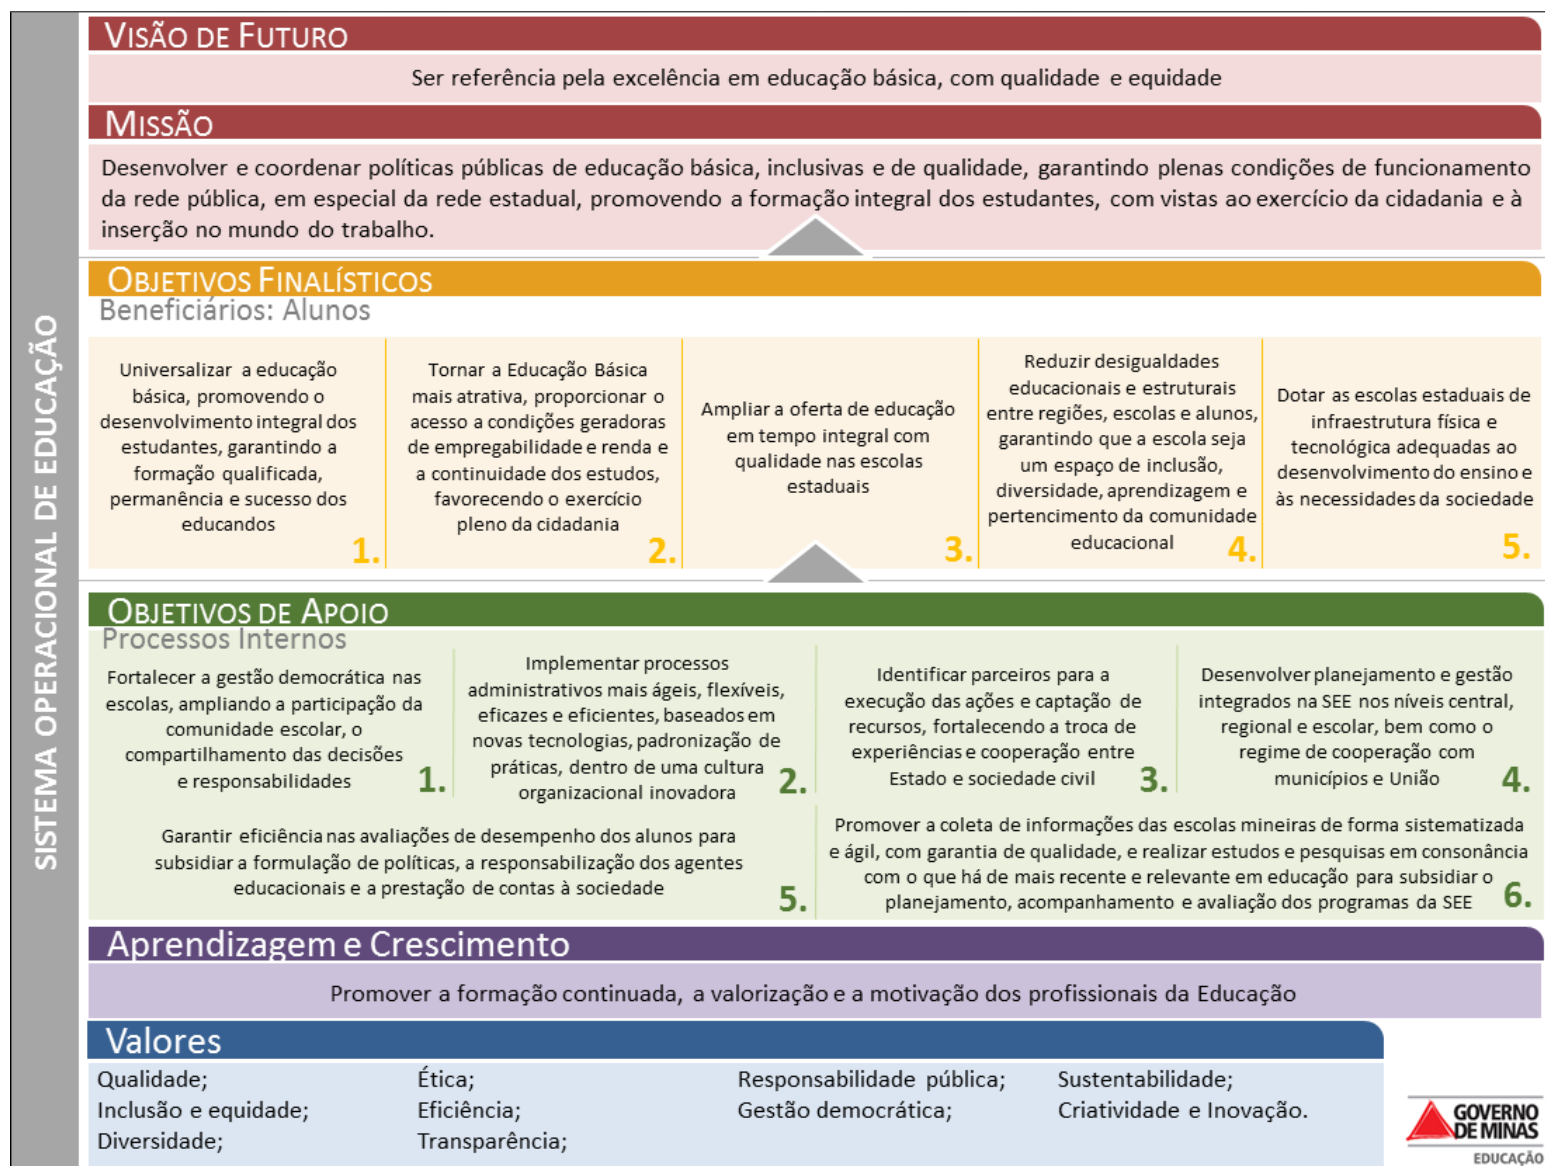 SISTEMA OPERACIONAL DE EDUCAÇÃO
VISÃO DE FUTURO
Ser referência pela excelência em educação básica, com qualidade e equidade
MISSÃO
Desenvolver e coordenar políticas públicas de educação básica, inclusivas e de qualidade, garantindo plenas condições de funcionamento
da rede pública, em especial da rede estadual, promovendo a formação integral dos estudantes, com vistas ao exercício da cidadania e à
inserção no mundo do trabalho.
OBJETIVOS FINALÍSTICOS
Beneficiários: Alunos
Universalizar a educação
básica, promovendo o
desenvolvimento integral dos
estudantes, garantindo a
formação qualificada,
permanência e sucesso dos
educandos
1.
Tornar a Educação Básica
mais atrativa, proporcionar o
acesso a condições geradoras
de empregabilidade e renda e
a continuidade dos estudos,
favorecendo o exercício
pleno da cidadania
2.
Ampliar a oferta de educação
em tempo integral com
qualidade nas escolas
estaduais
3.
Reduzir desigualdades
educacionais e estruturais
entre regiões, escolas e alunos,
garantindo que a escola seja
um espaço de inclusão,
diversidade, aprendizagem e
pertencimento da comunidade
educacional
4.
Dotar as escolas estaduais de
infraestrutura física e
tecnológica adequadas ao
desenvolvimento do ensino e
às necessidades da sociedade
5.
OBJETIVOS DE APOIO
Processos Internos
Fortalecer a gestão democrática nas
escolas, ampliando a participação da
comunidade escolar, o
compartilhamento das decisões
e responsabilidades
1.
Implementar processos
administrativos mais ágeis, flexíveis,
eficazes e eficientes, baseados em
novas tecnologias, padronização de
práticas, dentro de uma cultura
organizacional inovadora
2.
Identificar parceiros para a
execução das ações e captação de
recursos, fortalecendo a troca de
experiências e cooperação entre
Estado e sociedade civil
3.
Desenvolver planejamento e gestão
integrados na SEE nos níveis central,
regional e escolar, bem como o
regime de cooperação com
municípios e União
4.
Garantir eficiência nas avaliações de desempenho dos alunos para
subsidiar a formulação de políticas, a responsabilização dos agentes
educacionais e a prestação de contas à sociedade
5.
Promover a coleta de informações das escolas mineiras de forma sistematizada
e ágil, com garantia de qualidade, e realizar estudos e pesquisas em consonância
com o que há de mais recente e relevante em educação para subsidiar o
planejamento, acompanhamento e avaliação dos programas da SEE
6.
Aprendizagem e Crescimento
Promover a formação continuada, a valorização e a motivação dos profissionais da Educação
Valores
Qualidade;
Inclusão e equidade;
Diversidade;
Ética;
Eficiência;
Transparência;
Responsabilidade pública;
Gestão democrática;
Sustentabilidade;
Criatividade e Inovação.
GOVERNO
DE MINAS
EDUCAÇÃO